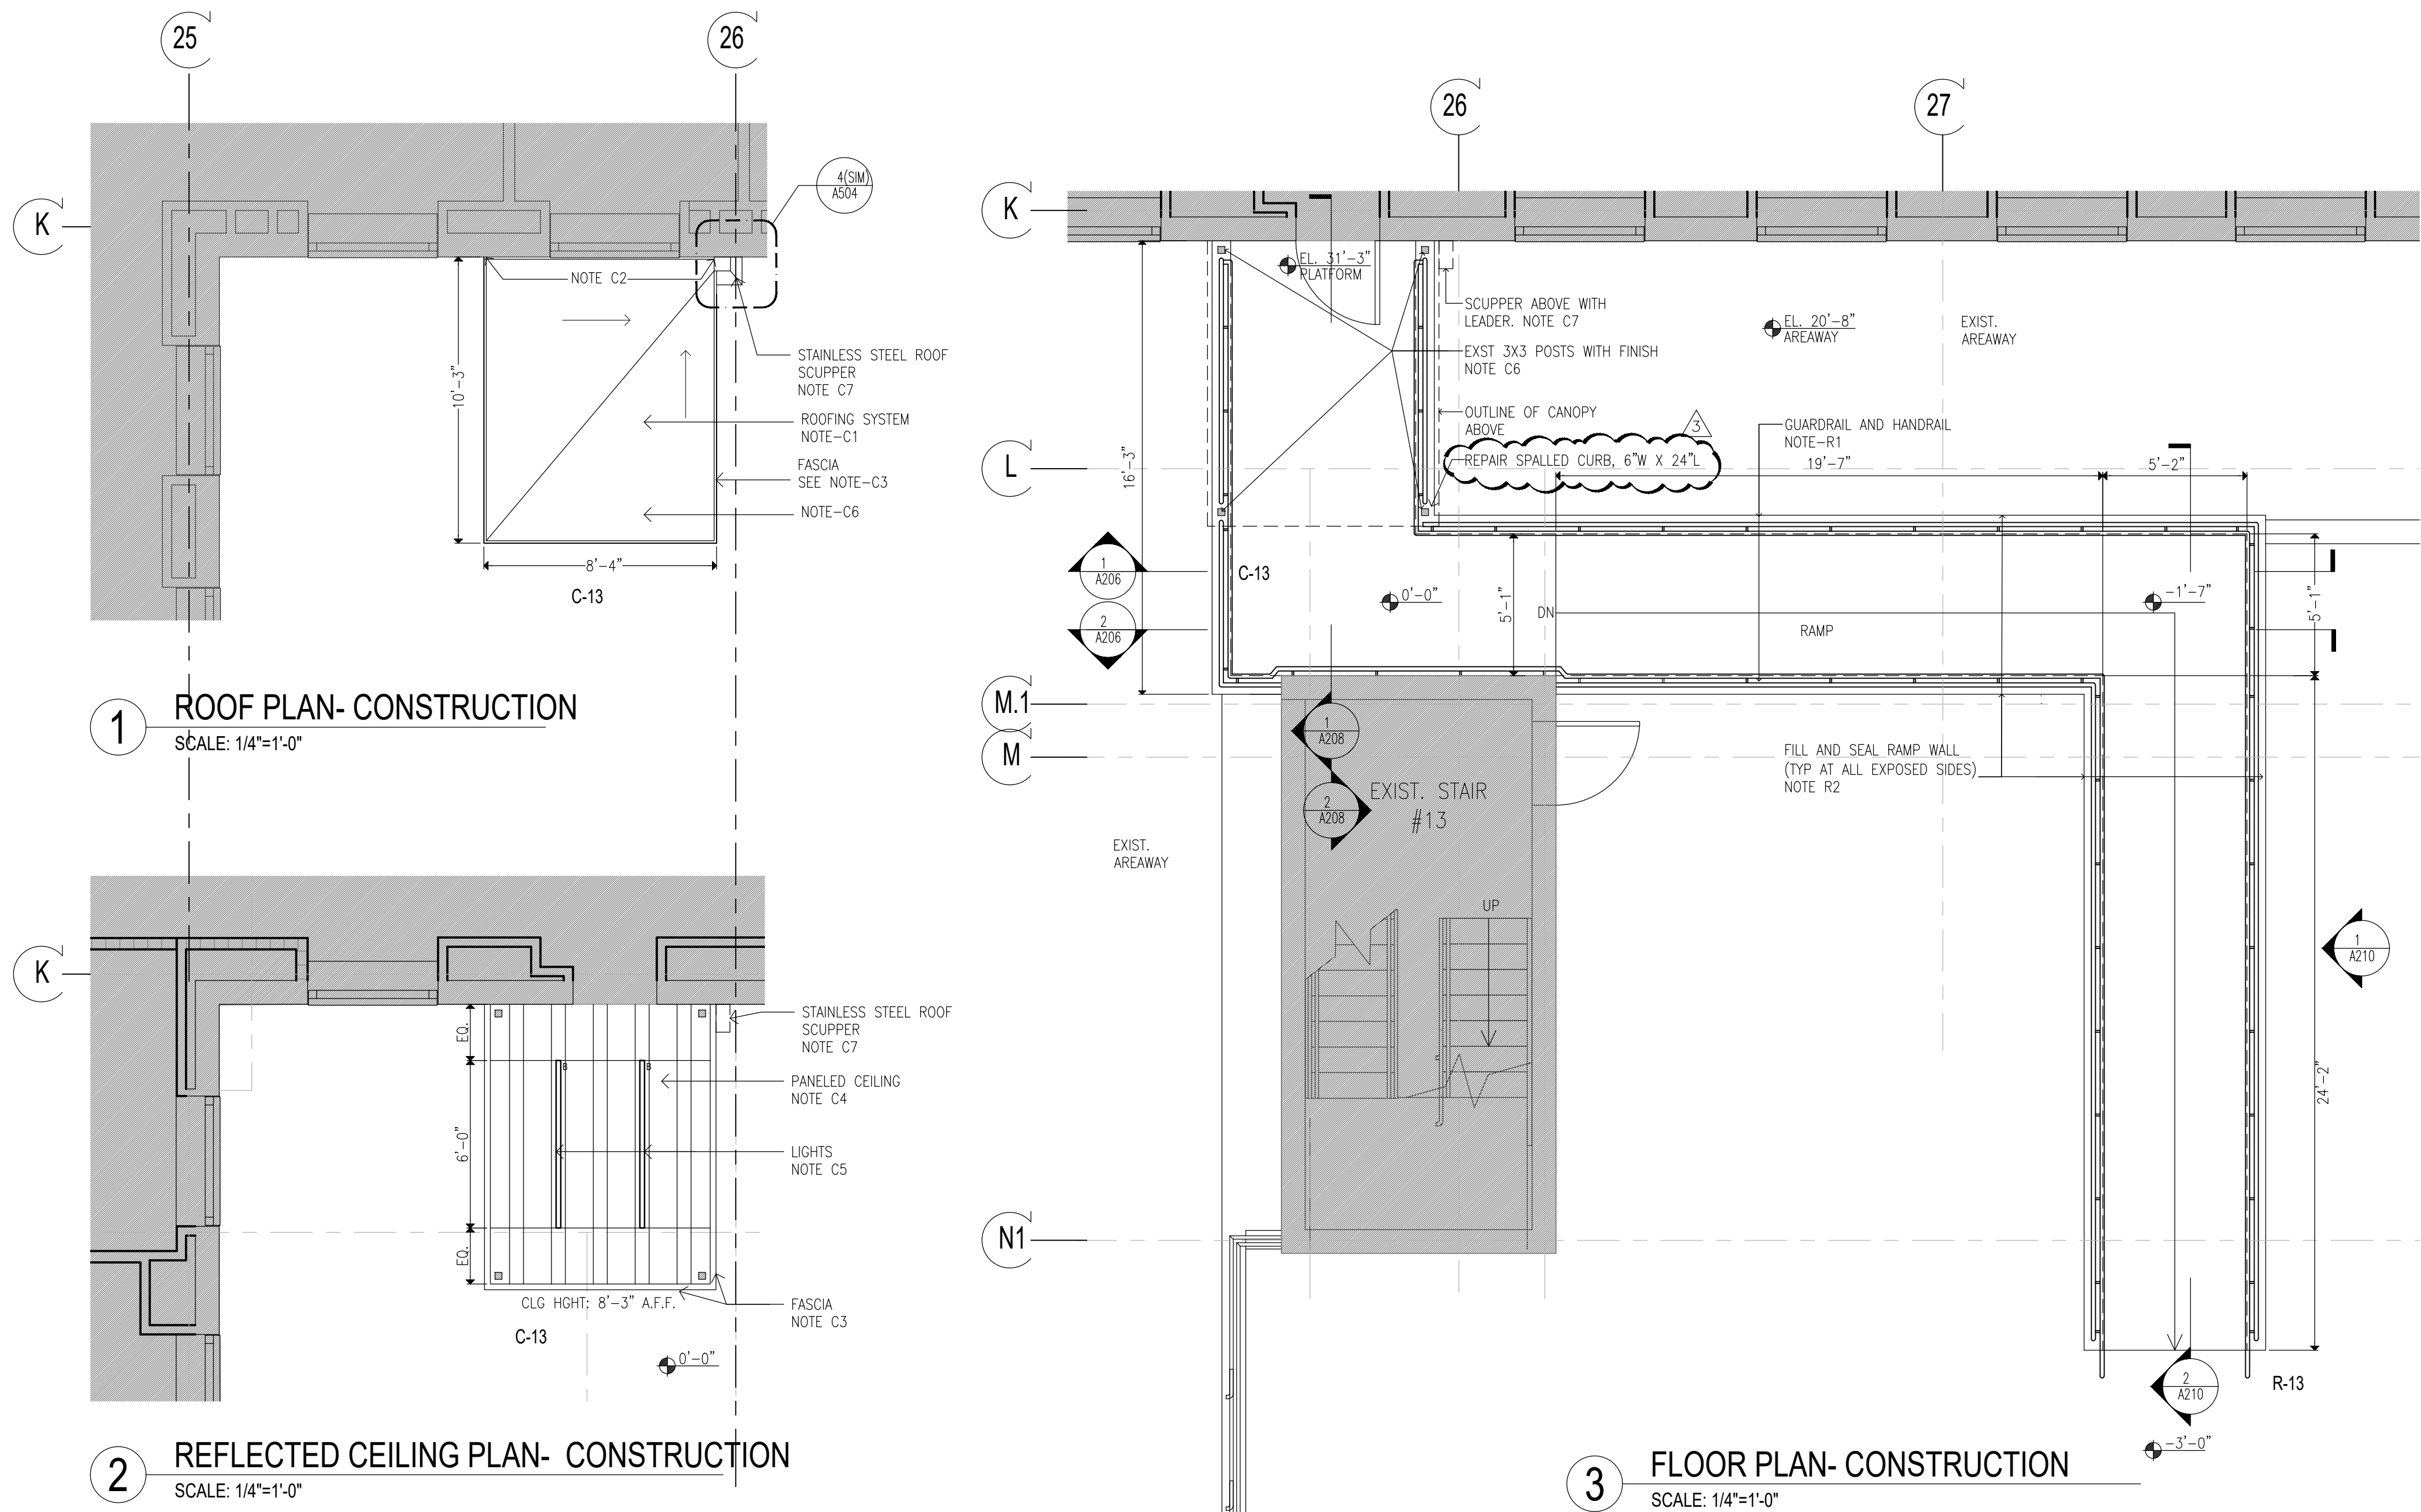 25
26
K
4(SIM)
A504
NOTE C2
10'-3"
STAINLESS STEEL ROOF
SCUPPER
NOTE C7
ROOFING SYSTEM
NOTE-C1
FASCIA
SEE NOTE-C3
NOTE-C6
8'-4"
C-13
1
ROOF PLAN- CONSTRUCTION
SCALE: 1/4"=1'-0"
K
EQ.
6'-0"
EQ.
B
B
STAINLESS STEEL ROOF
SCUPPER
NOTE C7
PANELED CEILING
NOTE C4
LIGHTS
NOTE C5
CLG HGHT: 8'-3" A.F.F.
FASCIA
NOTE C3
C-13
0'-0"
2
REFLECTED CEILING PLAN- CONSTRUCTION
SCALE: 1/4"=1'-0"
26
27
K
EL. 31'-3"
PLATFORM
SCUPPER ABOVE WITH
LEADER. NOTE C7
EL. 20'-8"
AREAWAY
EXIST.
AREAWAY
EXST 3X3 POSTS WITH FINISH
NOTE C6
OUTLINE OF CANOPY
ABOVE
3
GUARDRAIL AND HANDRAIL
NOTE-R1
L
16'-3"
REPAIR SPALLED CURB, 6"W X 24"L
19'-7"
5'-2"
1
A206
C-13
2
A206
0'-0"
5'-1"
DN
RAMP
-1'-7"
5'-1"
M.1
M
1
A208
2
A208
EXIST. STAIR
#13
FILL AND SEAL RAMP WALL
(TYP AT ALL EXPOSED SIDES)
NOTE R2
EXIST.
AREAWAY
UP
1
A210
24'-2"
N1
2
A210
R-13
-3'-0"
3
FLOOR PLAN- CONSTRUCTION
SCALE: 1/4"=1'-0"